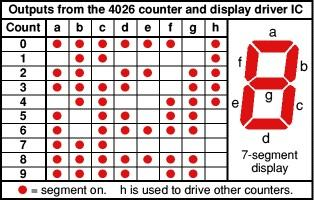 Outputs from the 4026 counter and display driver IC
Count a b c d e f g h
0
1
2
3
4
5
6
7
8
9
a
f b
g
e c
d
7-segment
display
= segment on. h is used to drive other counters.